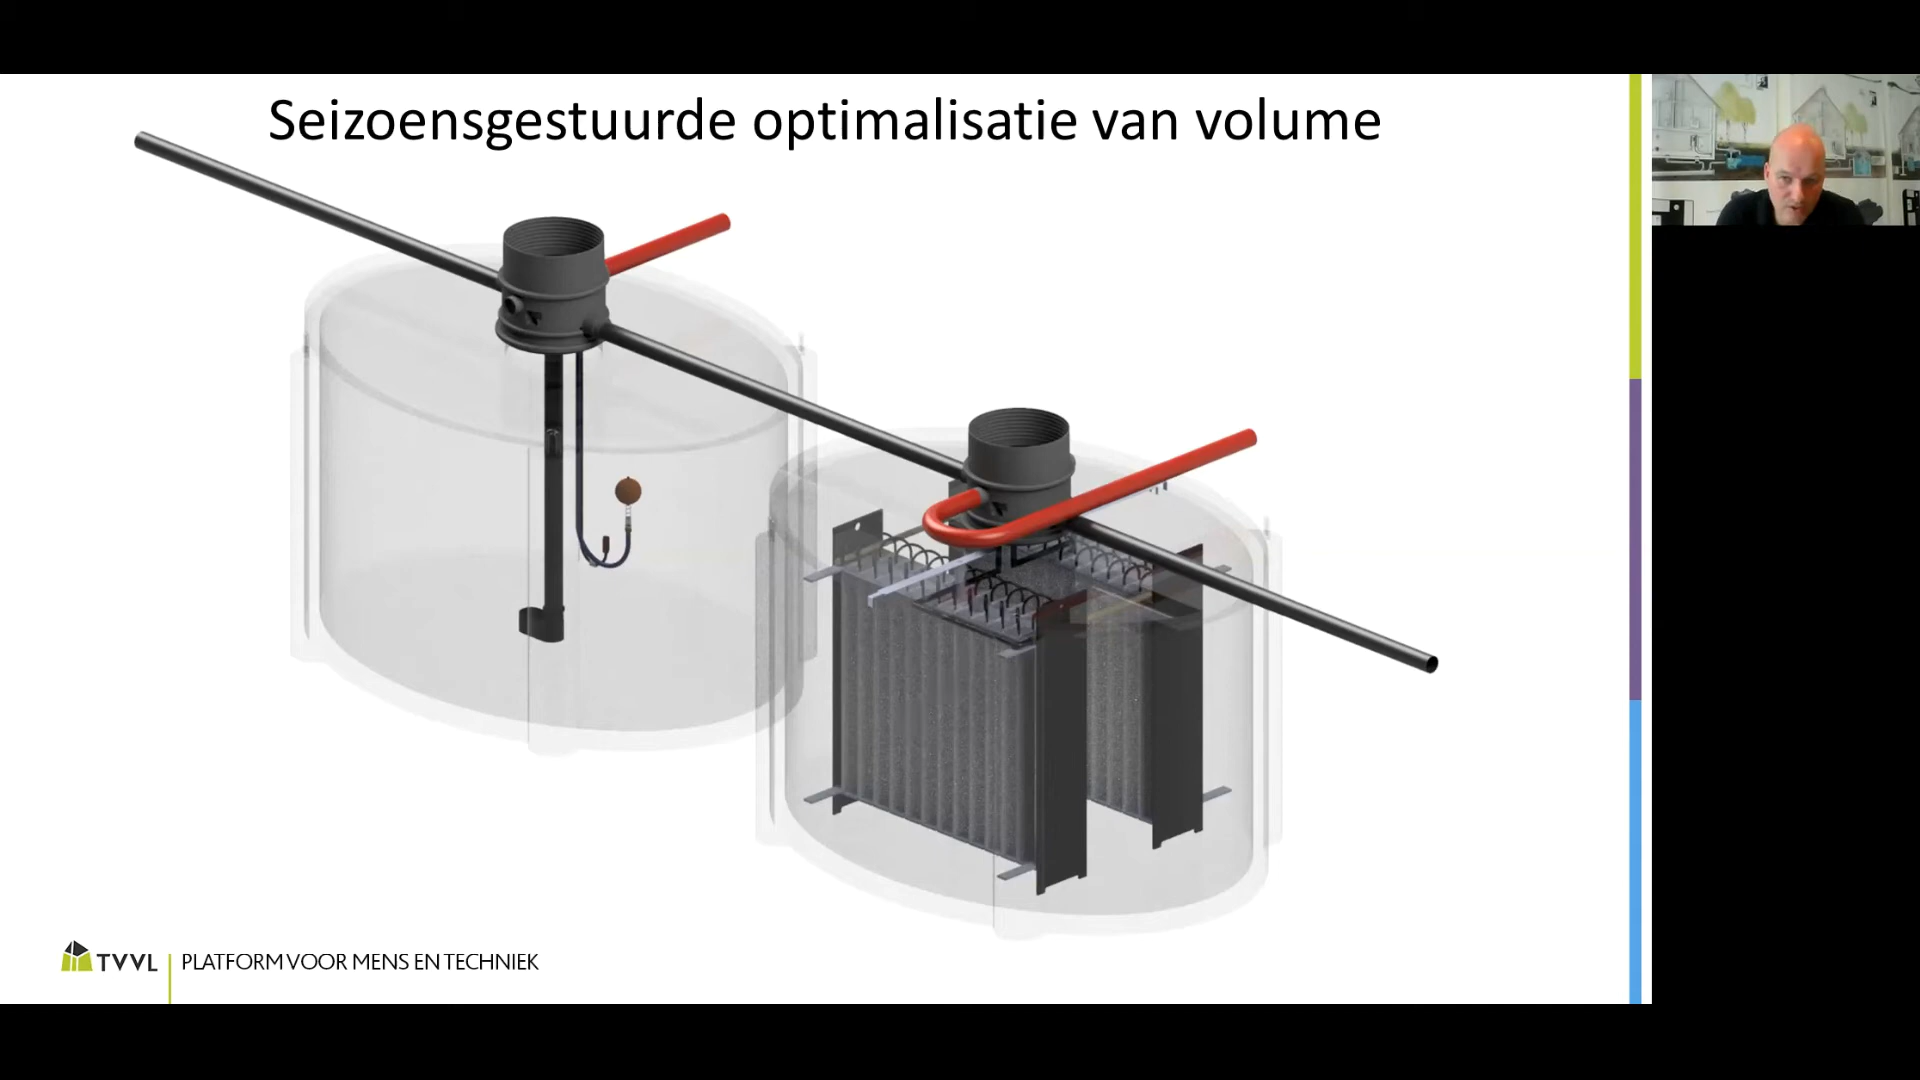 Seizoensgestuurde optimalisatie van volume
TVVL
PLATFORM VOOR MENS EN TECHNIEK